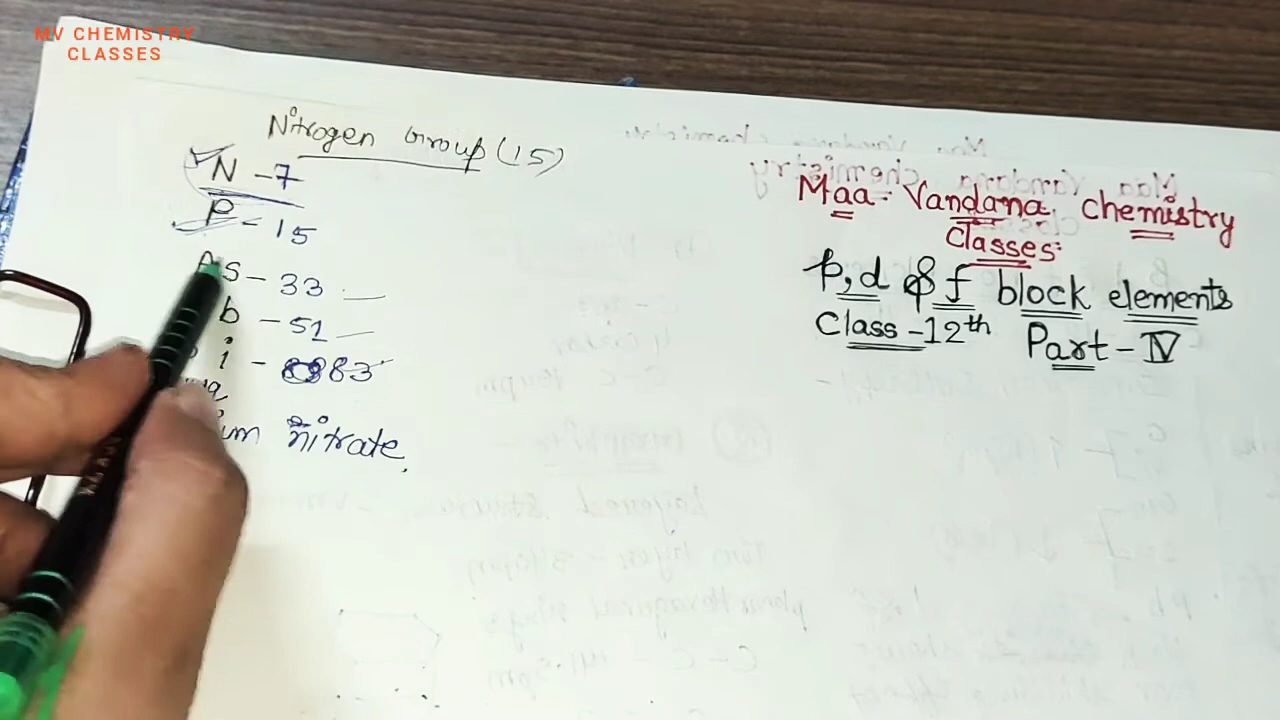 MV CHEMISTRY
CLASSES
Nitrogen Group (15)
N - 7
P - 15
As - 33
b - 51
i - 83
nitrate
Maa Vandana chemistry
Classes
p, d & f block elements
Class - 12th Part - IV